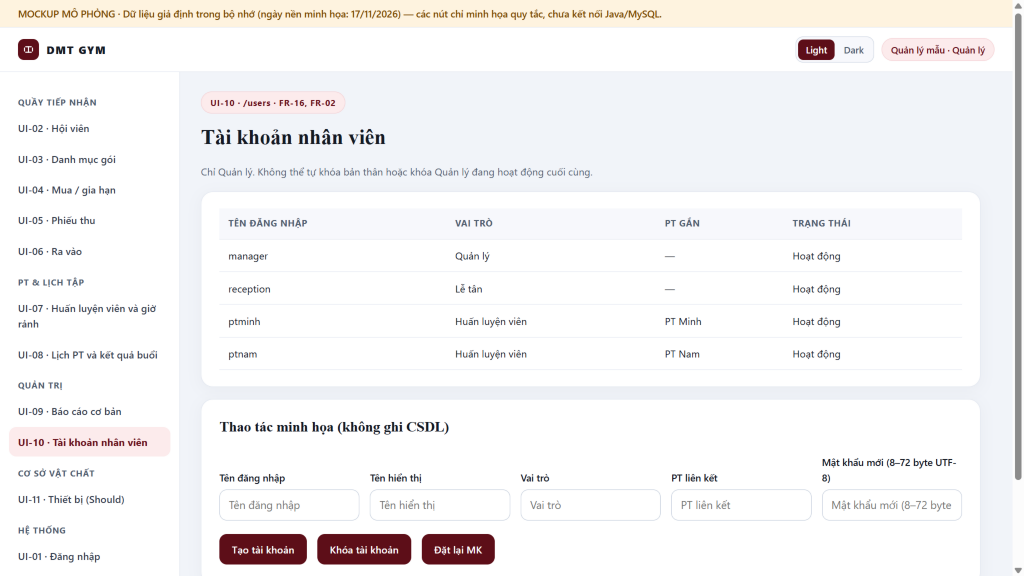 MOCKUP MÔ PHỎNG · Dữ liệu giả định trong bộ nhớ (ngày nền minh họa: 17/11/2026) — các nút chỉ minh họa quy tắc, chưa kết nối Java/MySQL.
DMT GYM
Light
Dark
Quản lý mẫu · Quản lý
QUẦY TIẾP NHẬN
UI-02 · Hội viên
UI-03 · Danh mục gói
UI-04 · Mua / gia hạn
UI-05 · Phiếu thu
UI-06 · Ra vào
PT & LỊCH TẬP
UI-07 · Huấn luyện viên và giờ
rảnh
UI-08 · Lịch PT và kết quả buổi
QUẢN TRỊ
UI-09 · Báo cáo cơ bản
UI-10 · Tài khoản nhân viên
CƠ SỞ VẬT CHẤT
UI-11 · Thiết bị (Should)
HỆ THỐNG
UI-01 · Đăng nhập
UI-10 · /users · FR-16, FR-02
Tài khoản nhân viên
Chỉ Quản lý. Không thể tự khóa bản thân hoặc khóa Quản lý đang hoạt động cuối cùng.
TÊN ĐĂNG NHẬP VAI TRÒ PT GẮN TRẠNG THÁI
manager Quản lý — Hoạt động
reception Lễ tân — Hoạt động
ptminh Huấn luyện viên PT Minh Hoạt động
ptnam Huấn luyện viên PT Nam Hoạt động
Thao tác minh họa (không ghi CSDL)
Tên đăng nhập
Tên đăng nhập
Tên hiển thị
Tên hiển thị
Vai trò
Vai trò
PT liên kết
PT liên kết
Mật khẩu mới (8–72 byte UTF-
8)
Mật khẩu mới (8–72 byte
Tạo tài khoản
Khóa tài khoản
Đặt lại MK